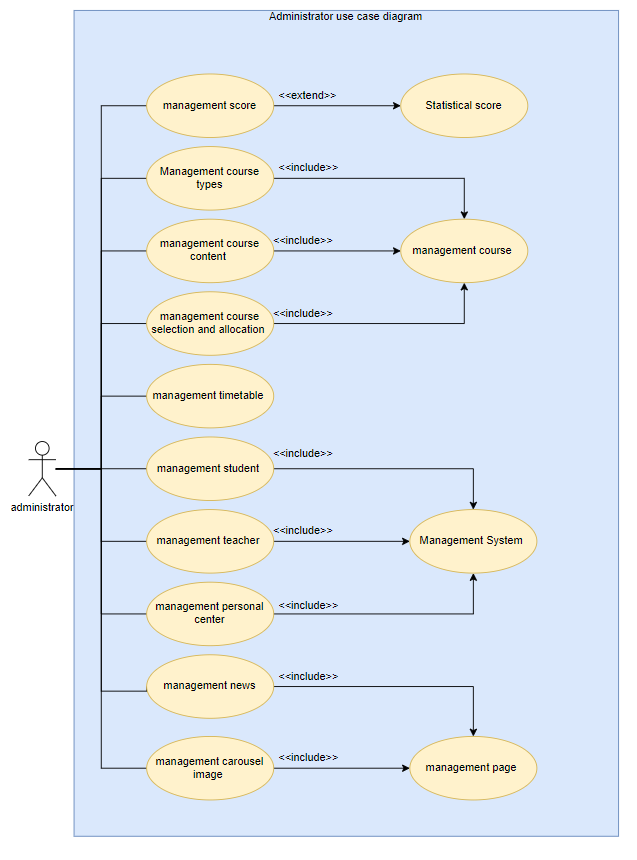 Administrator use case diagram
management score
<<extend>>
Statistical score
Management course
types
<<include>>
management course
content
<<include>>
management course
management course
selection and allocation
<<include>>
management timetable
administrator
management student
<<include>>
management teacher
<<include>>
Management System
management personal
center
<<include>>
management news
<<include>>
management carousel
image
<<include>>
management page